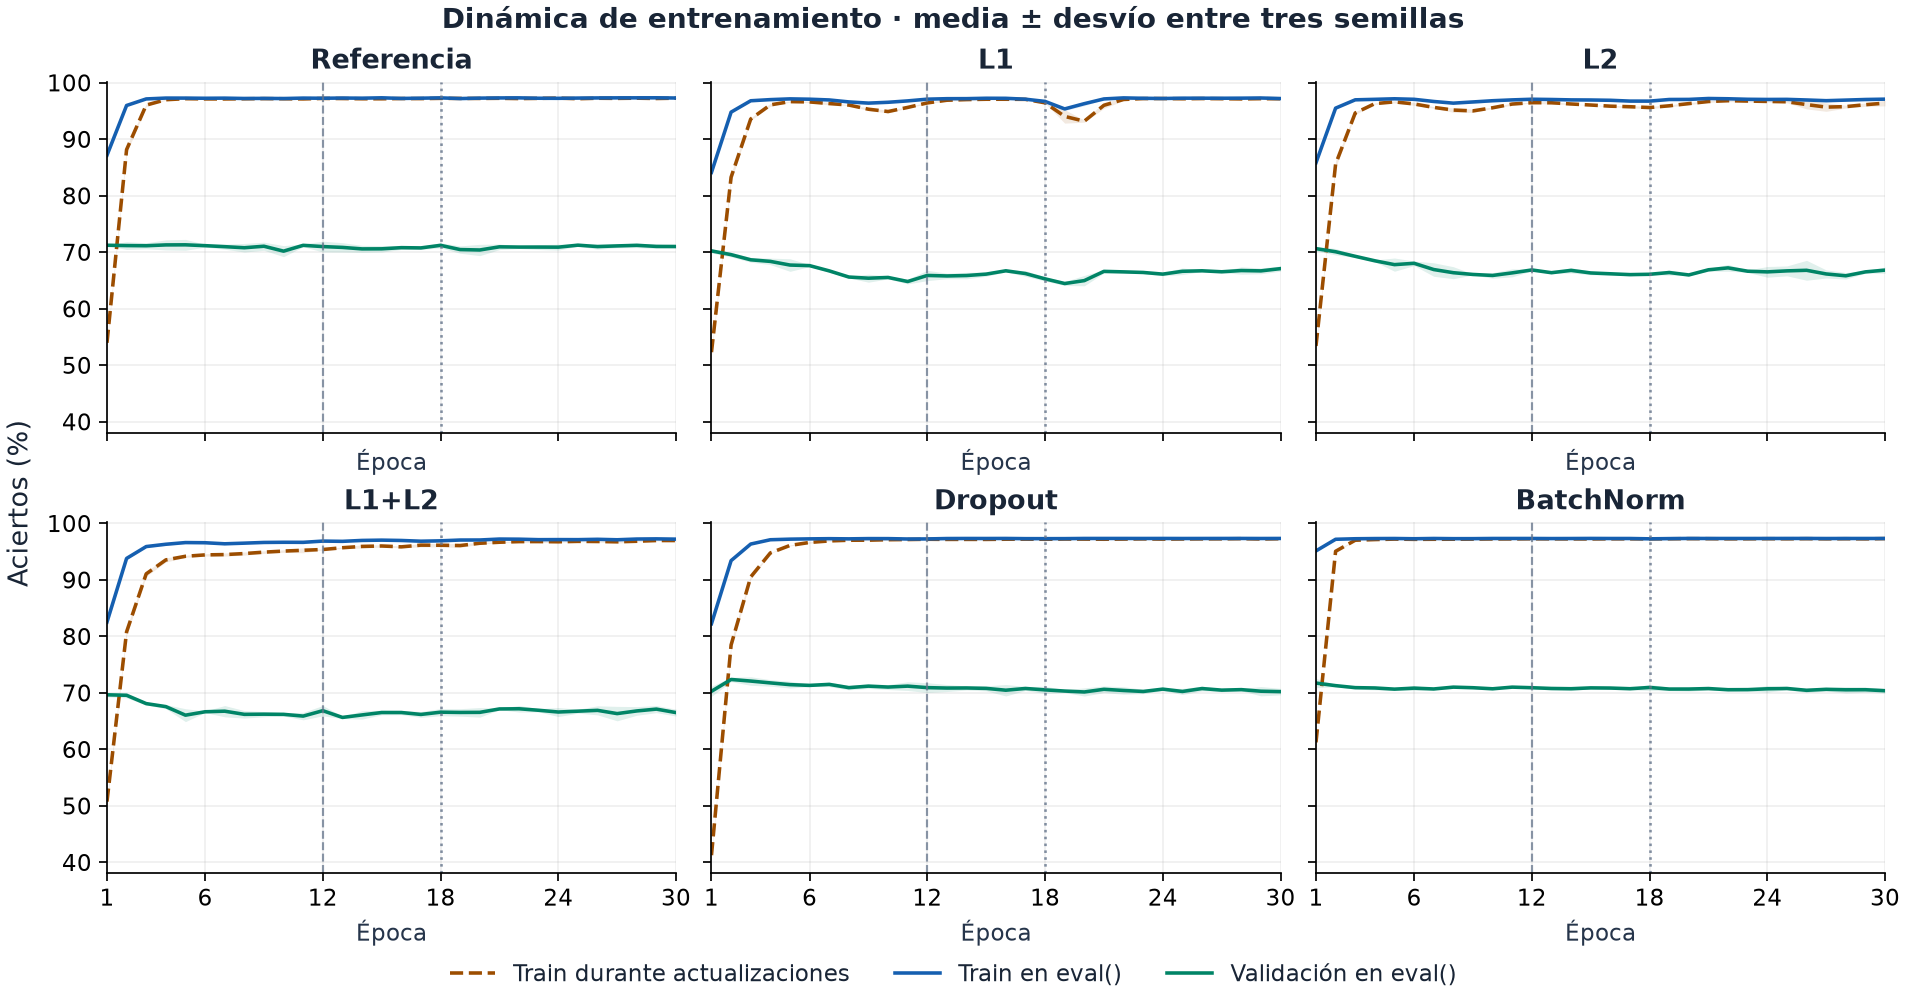 Dinámica de entrenamiento · media ± desvío entre tres semillas
Referencia
L1
L2
100
90
80
70
60
50
40
Época
Época
Época
Aciertos (%)
L1+L2
Dropout
BatchNorm
100
90
80
70
60
50
40
1 6 12 18 24 30
1 6 12 18 24 30
1 6 12 18 24 30
Época
Época
Época
Train durante actualizaciones
Train en eval()
Validación en eval()